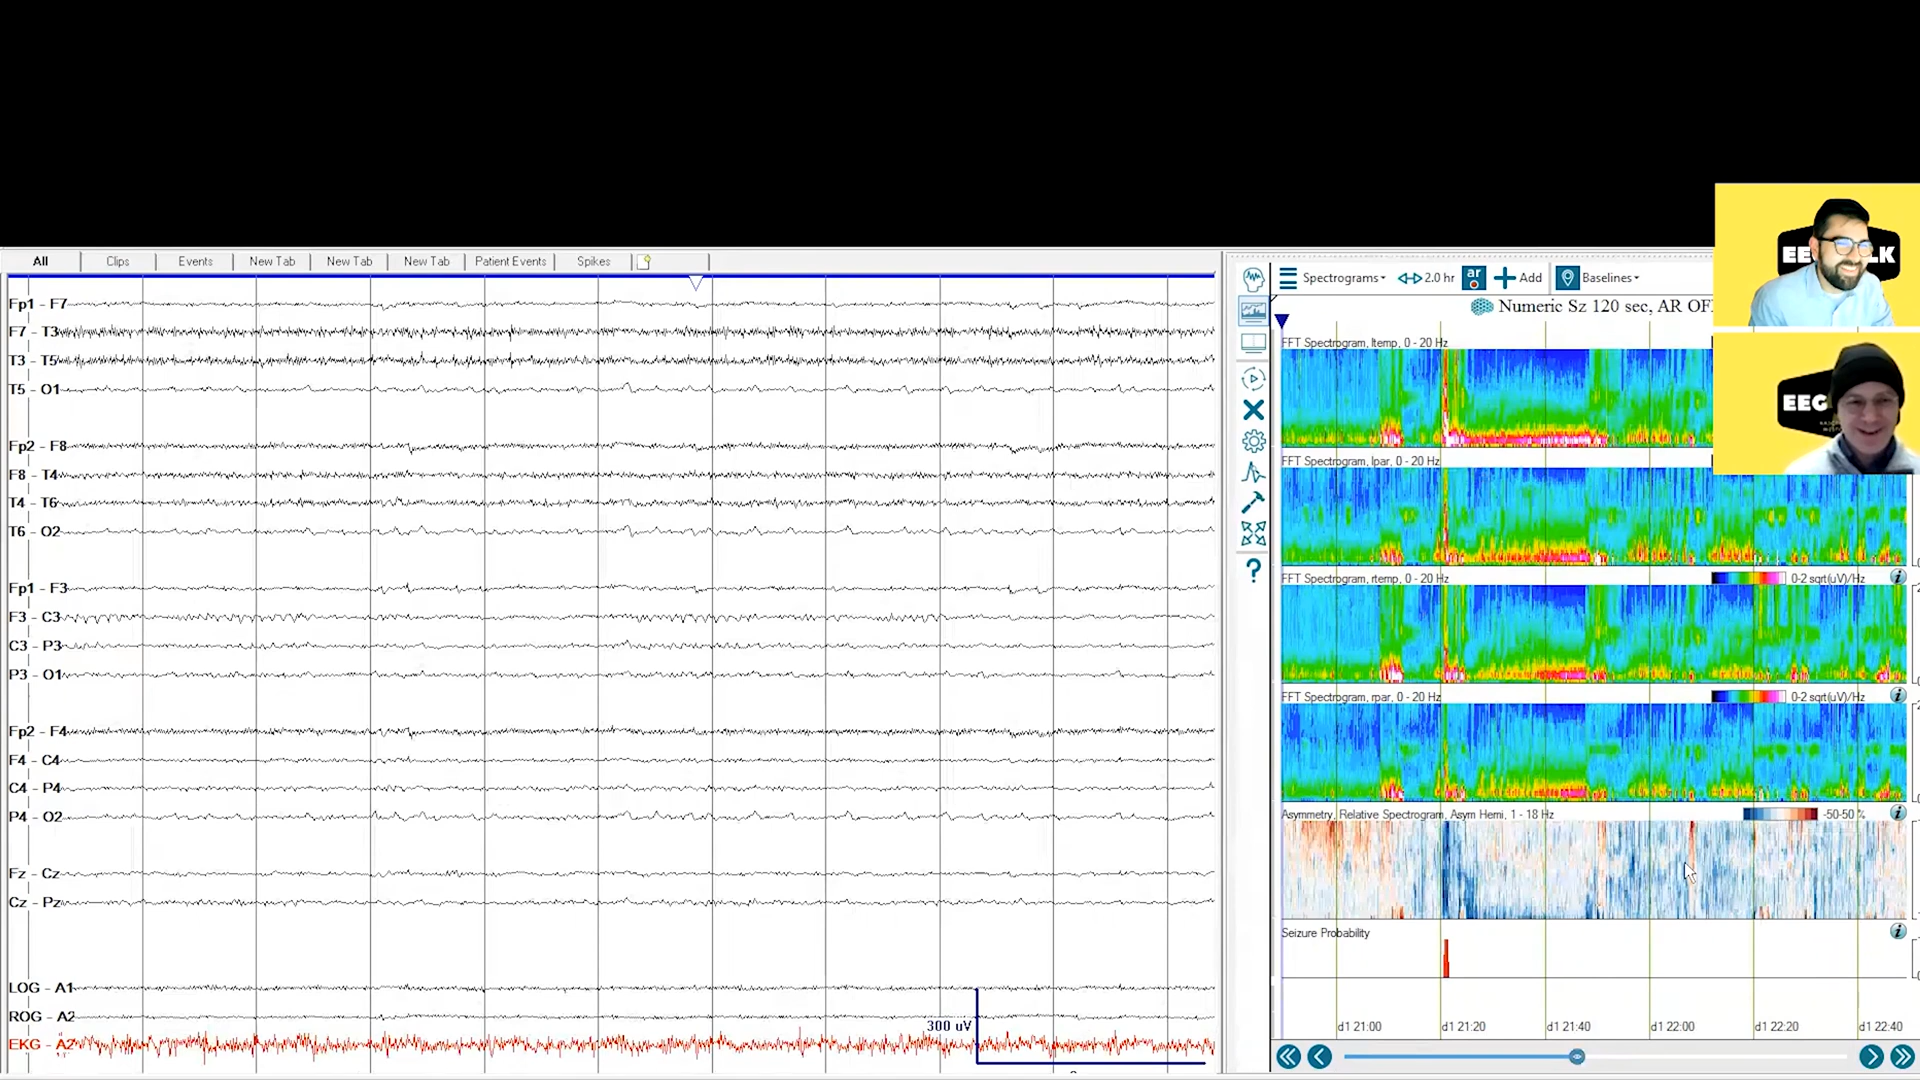 All Clips Events New Tab New Tab New Tab Patient Events Spikes
Fp1 - F7
F7 - T3
T3 - T5
T5 - O1
Fp2 - F8
F8 - T4
T4 - T6
T6 - O2
Fp1 - F3
F3 - C3
C3 - P3
P3 - O1
Fp2 - F4
F4 - C4
C4 - P4
P4 - O2
Fz - Cz
Cz - Pz
LOG - A1
ROG - A2
EKG - A2
300 uV
Spectrograms 2.0 hr ar Add Baselines
Numeric Sz 120 sec, AR OF
FFT Spectrogram, ltemp, 0 - 20 Hz
FFT Spectrogram, lpar, 0 - 20 Hz
FFT Spectrogram, rtemp, 0 - 20 Hz 0-2 sqrt(uV)/Hz
FFT Spectrogram, rpar, 0 - 20 Hz 0-2 sqrt(uV)/Hz
Asymmetry, Relative Spectrogram, Asym Hemi, 1 - 18 Hz -50-50 %
Seizure Probability
d1 21:00 d1 21:20 d1 21:40 d1 22:00 d1 22:20 d1 22:40
?
EE LK
EEG